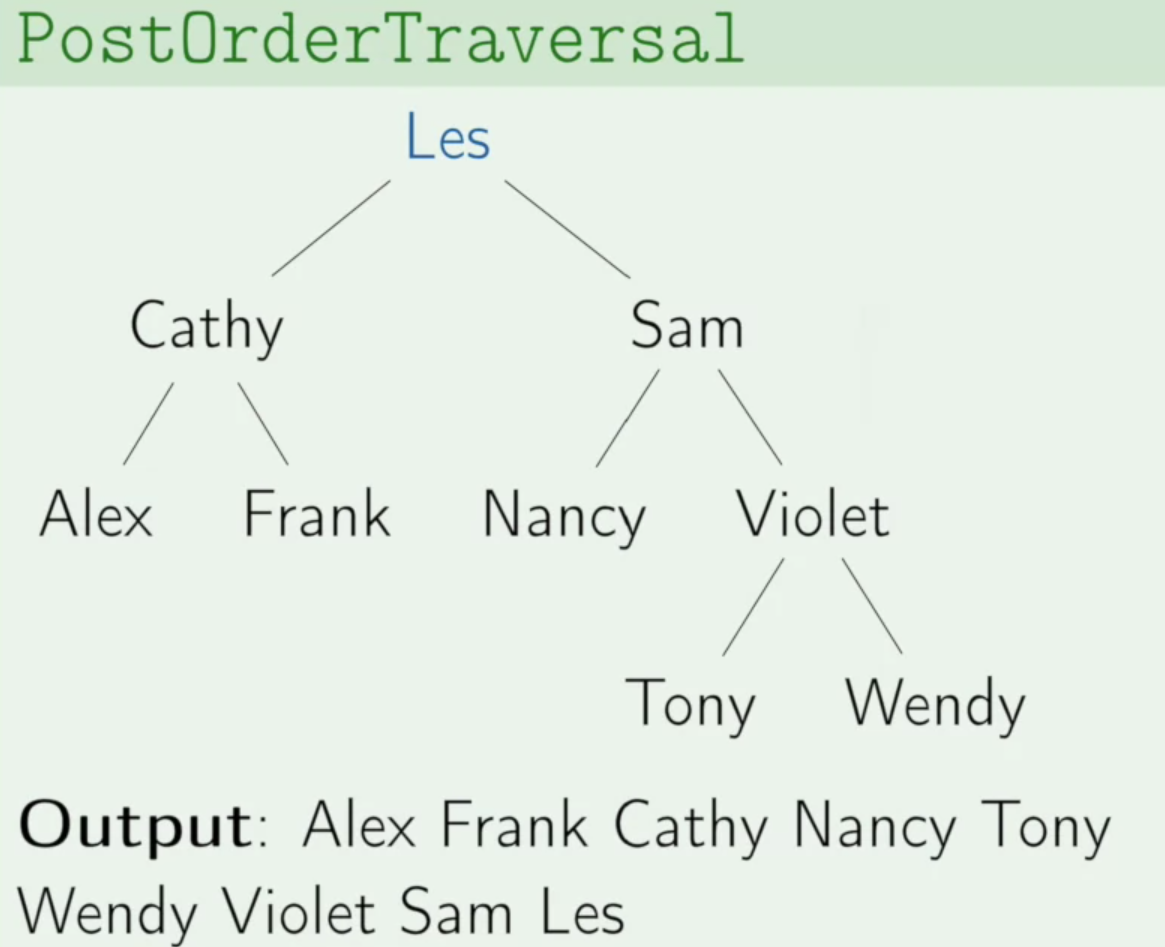 PostOrderTraversal
Les
Cathy Sam
Alex Frank Nancy Violet
Tony Wendy
Output: Alex Frank Cathy Nancy Tony
Wendy Violet Sam Les